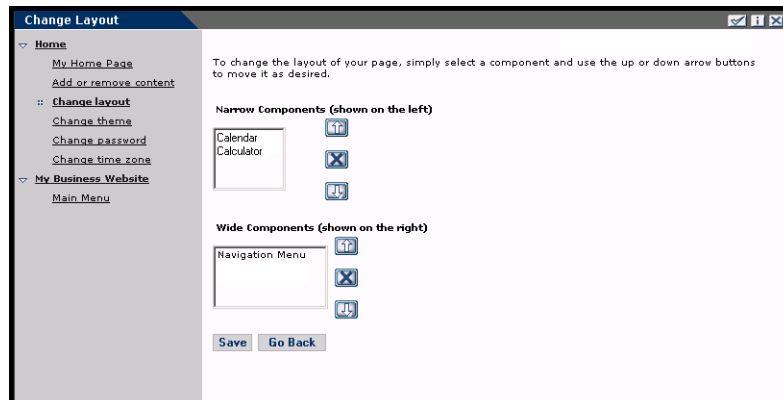 Change Layout
Home
My Home Page
Add or remove content
Change layout
Change theme
Change password
Change time zone
My Business Website
Main Menu
To change the layout of your page, simply select a component and use the up or down arrow buttons
to move it as desired.
Narrow Components (shown on the left)
Calendar
Calculator
Wide Components (shown on the right)
Navigation Menu
Save Go Back